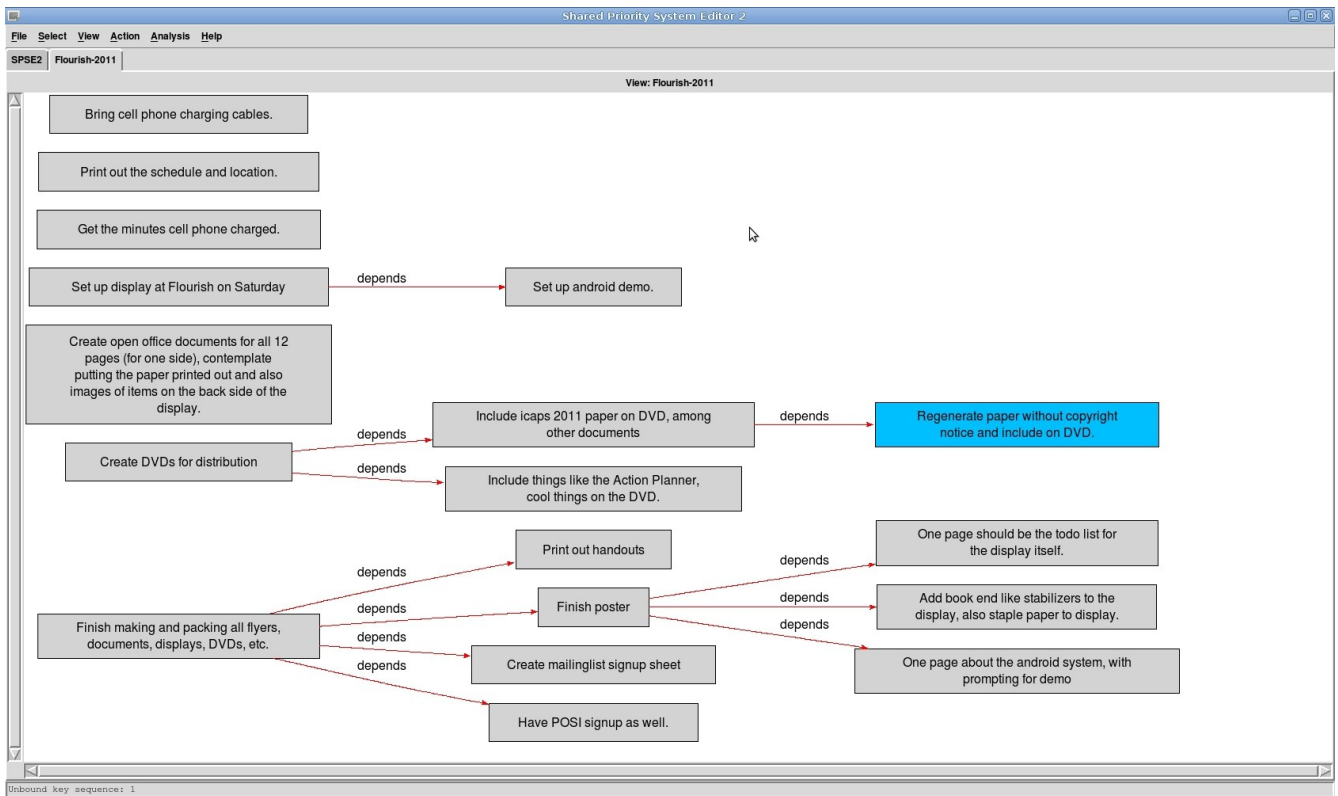 Shared Priority System Editor 2
File Select View Action Analysis Help
SPSE2 Flourish-2011
View: Flourish-2011
Bring cell phone charging cables.
Print out the schedule and location.
Get the minutes cell phone charged.
Set up display at Flourish on Saturday
depends
Set up android demo.
Create open office documents for all 12
pages (for one side), contemplate
putting the paper printed out and also
images of items on the back side of the
display.
Create DVDs for distribution
depends
depends
Include icaps 2011 paper on DVD, among
other documents
depends
Regenerate paper without copyright
notice and include on DVD.
Include things like the Action Planner,
cool things on the DVD.
Finish making and packing all flyers,
documents, displays, DVDs, etc.
depends
depends
depends
depends
Print out handouts
Finish poster
Create mailinglist signup sheet
Have POSI signup as well.
depends
depends
depends
One page should be the todo list for
the display itself.
Add book end like stabilizers to the
display, also staple paper to display.
One page about the android system, with
prompting for demo
Unbound key sequence: 1